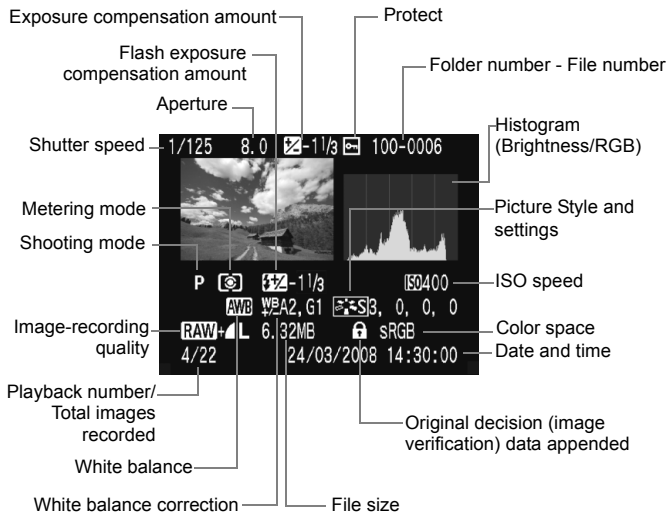 Exposure compensation amount
Protect
Flash exposure
compensation amount
Folder number - File number
Aperture
Histogram
(Brightness/RGB)
Shutter speed
1/125 8.0 -1 1/3 100-0006
Metering mode
Picture Style and
settings
Shooting mode
P -1 1/3 ISO400
ISO speed
AWB WB A2, G1 S 3, 0, 0, 0
Image-recording
quality
RAW+ L 6.32MB sRGB
Color space
4/22 24/03/2008 14:30:00
Date and time
Playback number/
Total images
recorded
Original decision (image
verification) data appended
White balance
White balance correction
File size